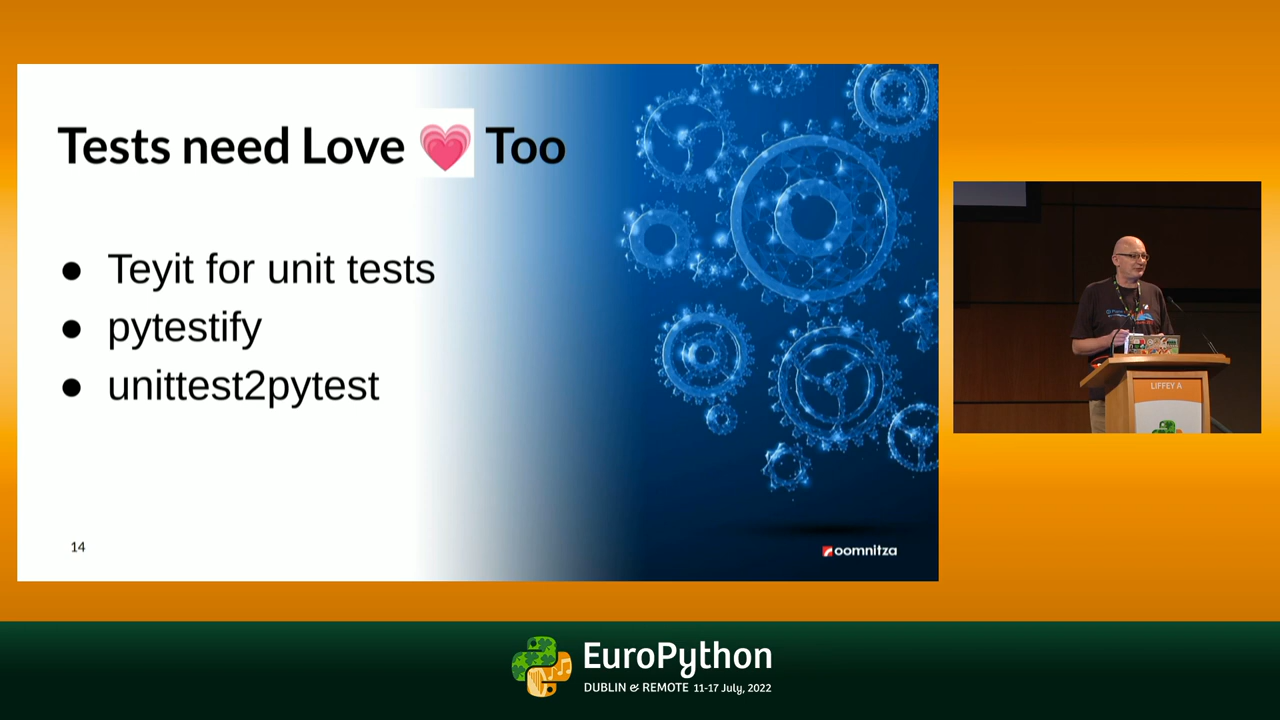 Tests need Love 💗 Too
● Teyit for unit tests
● pytestify
● unittest2pytest
14
oomnitza
LIFFEY A
EuroPython
DUBLIN & REMOTE 11-17 July, 2022